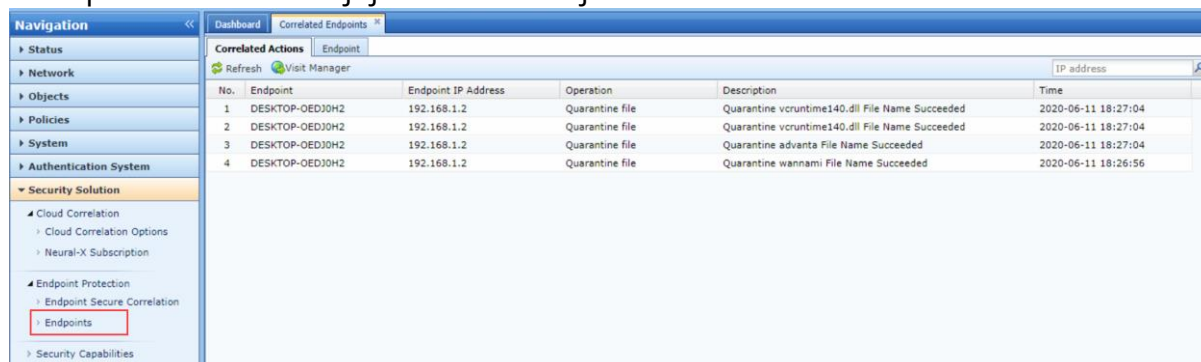 Navigation
Dashboard Correlated Endpoints
Status
Correlated Actions Endpoint
Network
Refresh Visit Manager IP address
Objects
No. Endpoint Endpoint IP Address Operation Description Time
1 DESKTOP-OEDJ0H2 192.168.1.2 Quarantine file Quarantine vcruntime140.dll File Name Succeeded 2020-06-11 18:27:04
Policies
2 DESKTOP-OEDJ0H2 192.168.1.2 Quarantine file Quarantine vcruntime140.dll File Name Succeeded 2020-06-11 18:27:04
System
3 DESKTOP-OEDJ0H2 192.168.1.2 Quarantine file Quarantine advanta File Name Succeeded 2020-06-11 18:27:04
Authentication System
4 DESKTOP-OEDJ0H2 192.168.1.2 Quarantine file Quarantine wannami File Name Succeeded 2020-06-11 18:26:56
Security Solution
Cloud Correlation
Cloud Correlation Options
Neural-X Subscription
Endpoint Protection
Endpoint Secure Correlation
Endpoints
Security Capabilities